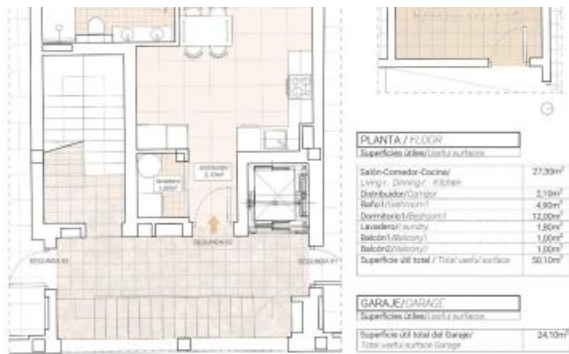 distribuidor
2.10m²
lavadero
1.80m²
SEGUNDA 02
SEGUNDA 03
SEGUNDA 01
PLANTA / FLOOR
Superficies útiles/Useful surfaces
Salón-Comedor-Cocina/ 27,30m²
Living r. Dinning r. Kitchen
Distribuidor/Corridor 2,10m²
Baño1/Bathroom1 4,90m²
Dormitorio1/Bedroom1 12,00m²
Lavadero/Laundry 1,80m²
Balcón1/Balcony1 1,00m²
Balcón2/Balcony2 1,00m²
Superficie útil total / Total useful surface 50,10m²
GARAJE/GARAGE
Superficies útiles/Useful surfaces
Superficie útil total del Garaje/ 24,10m²
Total useful surface Garage